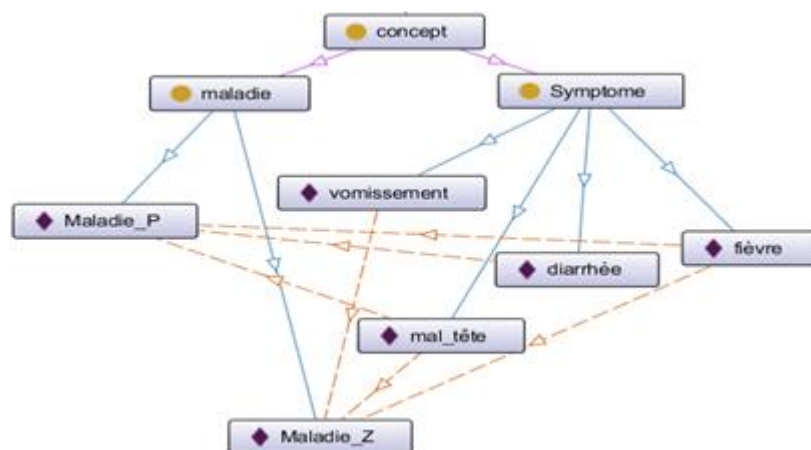 concept
maladie
Symptome
vomissement
Maladie_P
fièvre
diarrhée
mal_tête
Maladie_Z